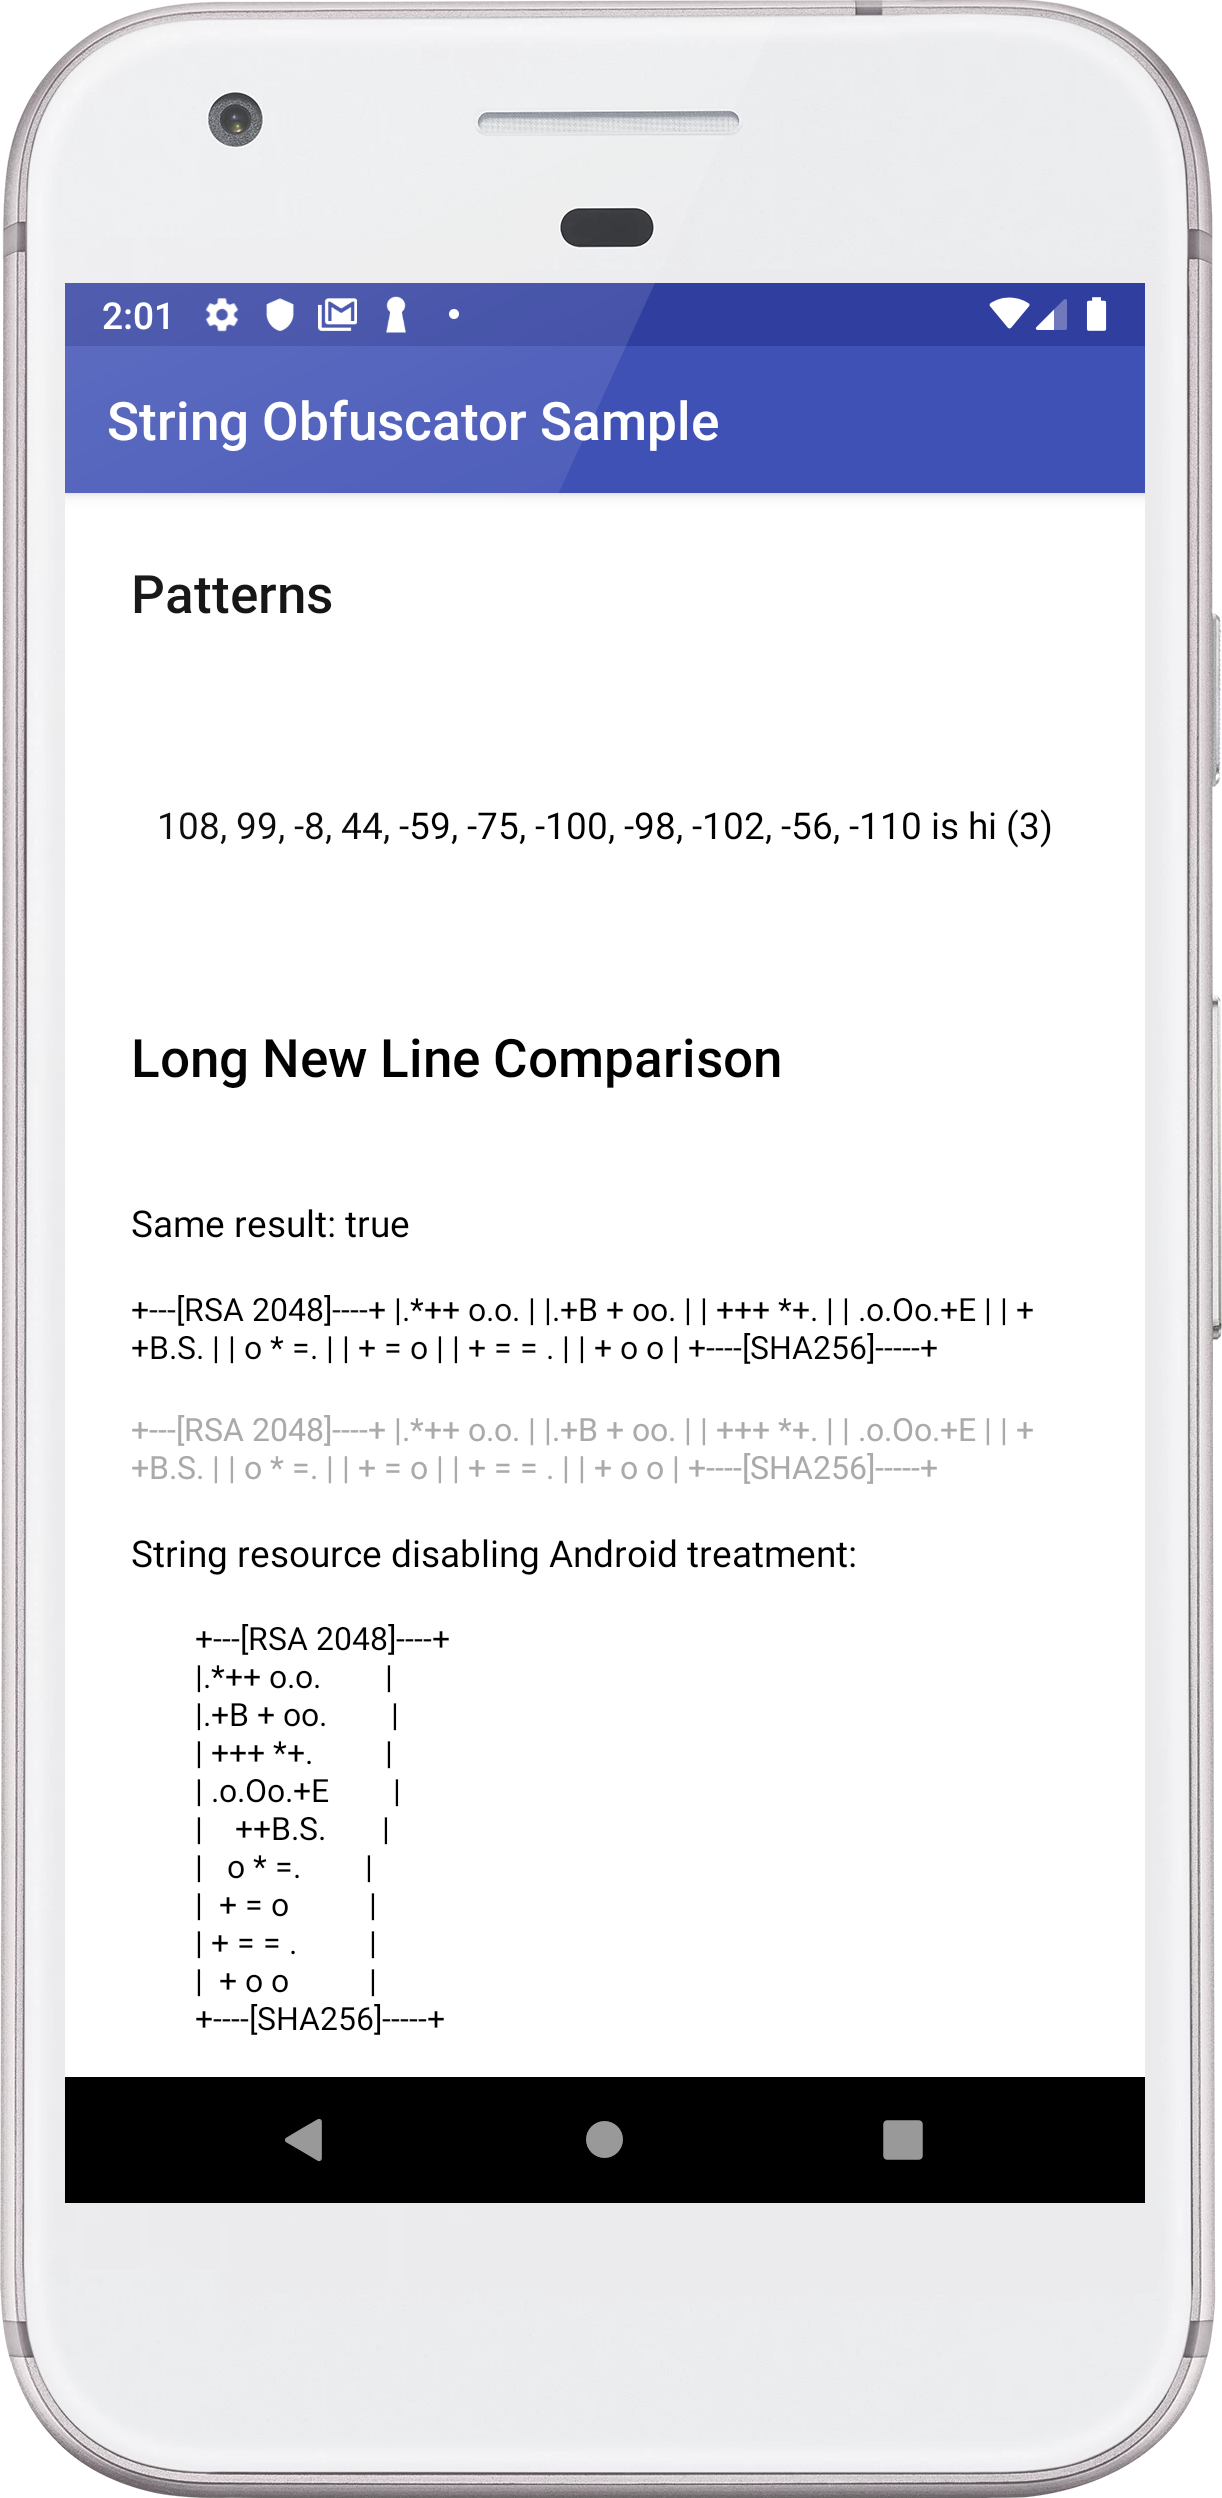 2:01
String Obfuscator Sample
Patterns
108, 99, -8, 44, -59, -75, -100, -98, -102, -56, -110 is hi (3)
Long New Line Comparison
Same result: true
+---[RSA 2048]----+ |.*++ o.o. | |.+B + oo. | | +++ *+. | | .o.Oo.+E | | +
+B.S. | | o * =. | | + = o | | + = = . | | + o o | +----[SHA256]-----+
+---[RSA 2048]----+ |.*++ o.o. | |.+B + oo. | | +++ *+. | | .o.Oo.+E | | +
+B.S. | | o * =. | | + = o | | + = = . | | + o o | +----[SHA256]-----+
String resource disabling Android treatment:
+---[RSA 2048]----+
|.*++ o.o.        |
|.+B + oo.        |
| +++ *+.         |
| .o.Oo.+E        |
|    ++B.S.       |
|   o * =.        |
|  + = o          |
| + = = .         |
|  + o o          |
+----[SHA256]-----+